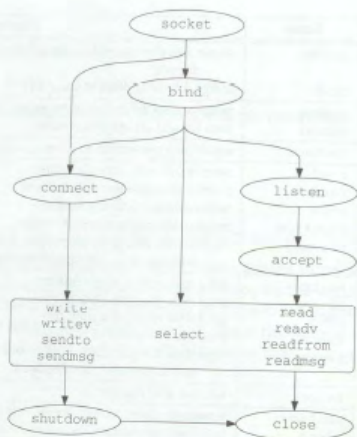 socket
bind
connect
listen
accept
write
writev
sendto
sendmsg
select
read
readv
readfrom
readmsg
shutdown
close